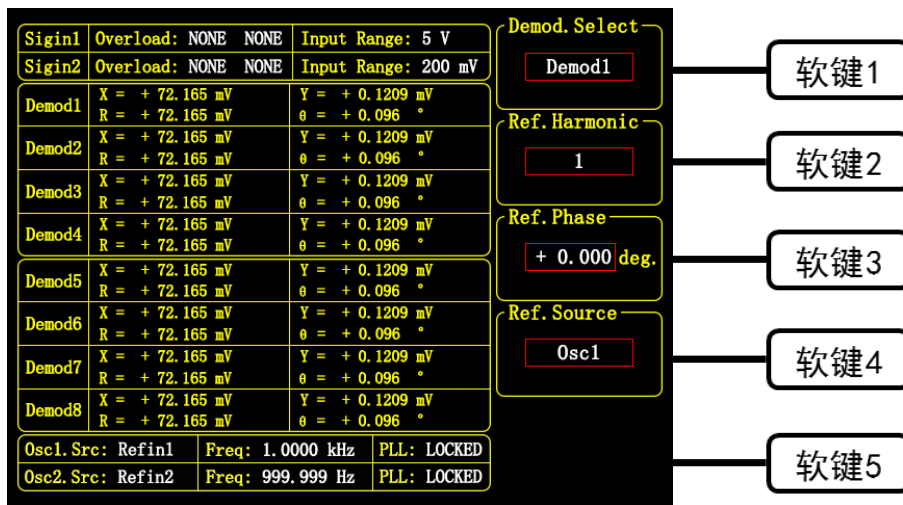 Sigin1 Overload: NONE NONE Input Range: 5 V
Sigin2 Overload: NONE NONE Input Range: 200 mV
Demod1
X = + 72.165 mV Y = + 0.1209 mV
R = + 72.165 mV θ = + 0.096 °
Demod2
X = + 72.165 mV Y = + 0.1209 mV
R = + 72.165 mV θ = + 0.096 °
Demod3
X = + 72.165 mV Y = + 0.1209 mV
R = + 72.165 mV θ = + 0.096 °
Demod4
X = + 72.165 mV Y = + 0.1209 mV
R = + 72.165 mV θ = + 0.096 °
Demod5
X = + 72.165 mV Y = + 0.1209 mV
R = + 72.165 mV θ = + 0.096 °
Demod6
X = + 72.165 mV Y = + 0.1209 mV
R = + 72.165 mV θ = + 0.096 °
Demod7
X = + 72.165 mV Y = + 0.1209 mV
R = + 72.165 mV θ = + 0.096 °
Demod8
X = + 72.165 mV Y = + 0.1209 mV
R = + 72.165 mV θ = + 0.096 °
Osc1.Src: Refin1 Freq: 1.0000 kHz PLL: LOCKED
Osc2.Src: Refin2 Freq: 999.999 Hz PLL: LOCKED
Demod.Select
Demod1
Ref.Harmonic
1
Ref.Phase
+ 0.000 deg.
Ref.Source
Osc1
软键1
软键2
软键3
软键4
软键5